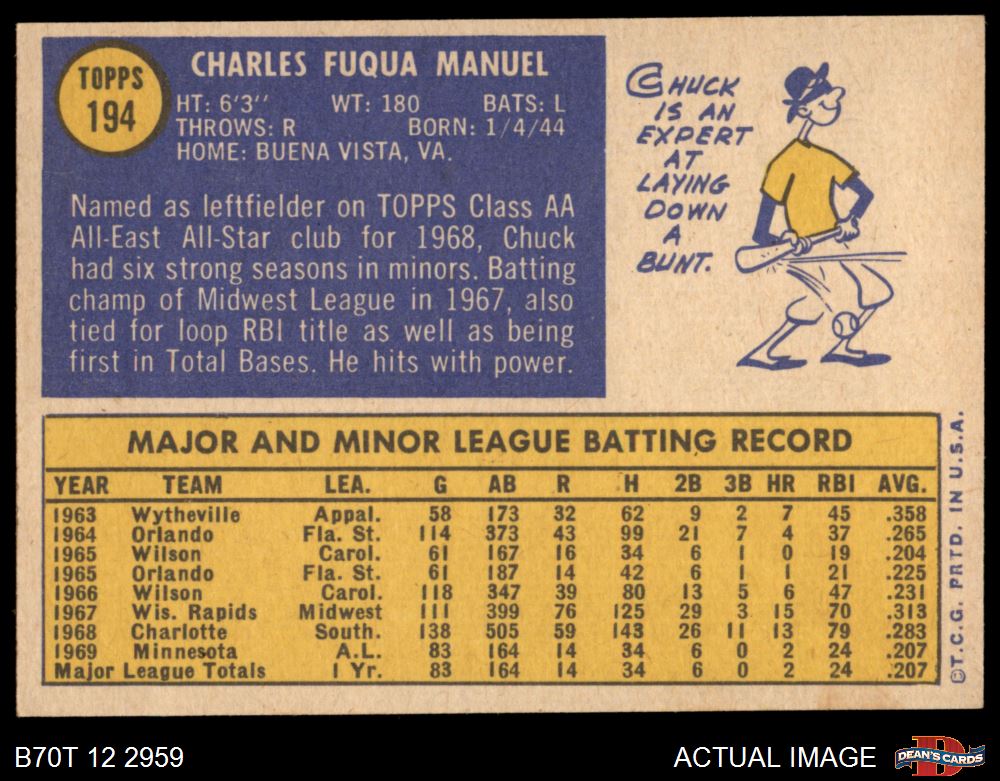 TOPPS
194
CHARLES FUQUA MANUEL
HT: 6'3'' WT: 180 BATS: L
THROWS: R BORN: 1/4/44
HOME: BUENA VISTA, VA.
Named as leftfielder on TOPPS Class AA
All-East All-Star club for 1968, Chuck
had six strong seasons in minors. Batting
champ of Midwest League in 1967, also
tied for loop RBI title as well as being
first in Total Bases. He hits with power.
CHUCK
IS AN
EXPERT
AT
LAYING
DOWN
A
BUNT.
MAJOR AND MINOR LEAGUE BATTING RECORD
YEAR TEAM LEA. G AB R H 2B 3B HR RBI AVG.
1963 Wytheville Appal. 58 173 32 62 9 2 7 45 .358
1964 Orlando Fla. St. 114 373 43 99 21 7 4 37 .265
1965 Wilson Carol. 61 167 16 34 6 1 0 19 .204
1965 Orlando Fla. St. 61 187 14 42 6 1 1 21 .225
1966 Wilson Carol. 118 347 39 80 13 5 6 47 .231
1967 Wis. Rapids Midwest 111 399 76 125 29 3 15 70 .313
1968 Charlotte South. 138 505 59 143 26 11 13 79 .283
1969 Minnesota A.L. 83 164 14 34 6 0 2 24 .207
Major League Totals 1 Yr. 83 164 14 34 6 0 2 24 .207
©T.C.G. PRTD. IN U.S.A.
B70T 12 2959
ACTUAL IMAGE
D
DEAN'S CARDS